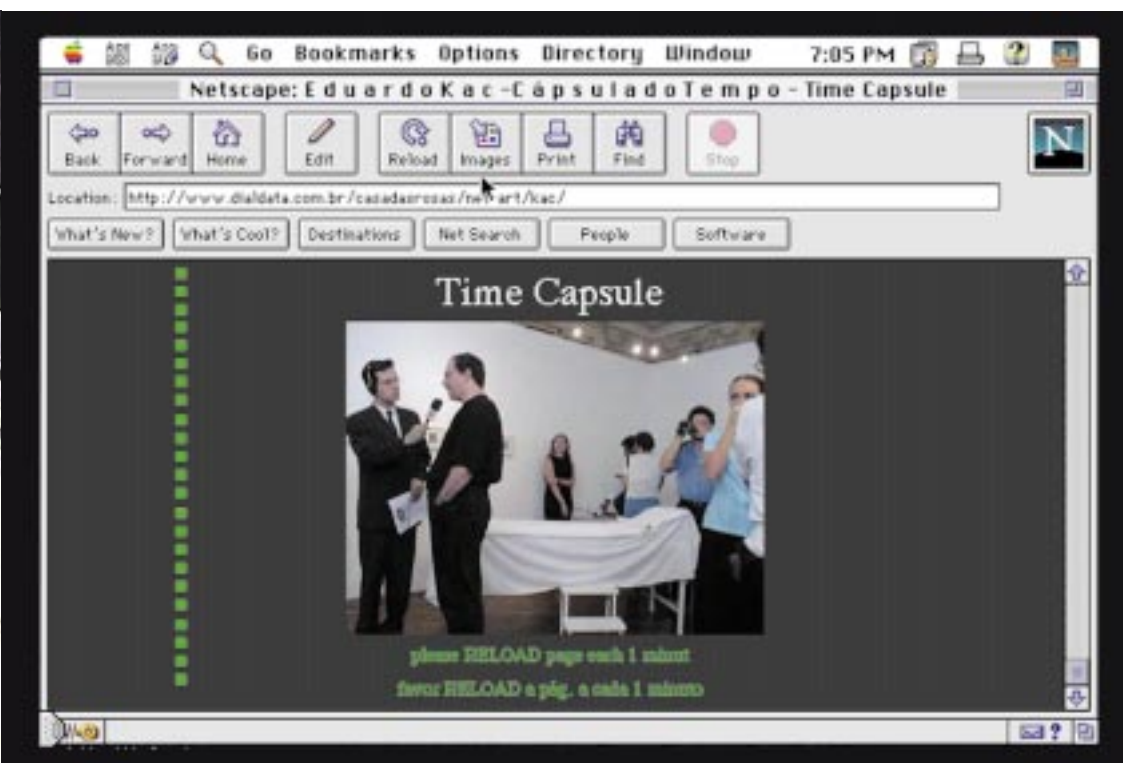 Go Bookmarks Options Directory Window 7:05 PM
Netscape: EduardoKac-CápsuladoTempo - Time Capsule
Back Forward Home Edit Reload Images Print Find Stop
N
Location: http://www.dialdata.com.br/casadasrosas/net-art/kac/
What's New? What's Cool? Destinations Net Search People Software
Time Capsule
please RELOAD page each 1 minut
favor RELOAD a pág. a cada 1 minuto